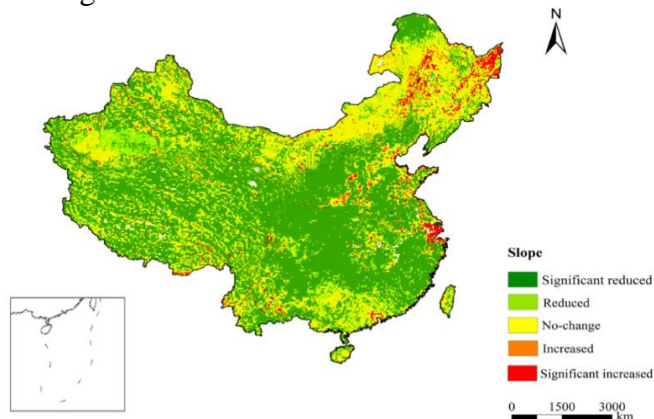 N
Slope
Significant reduced
Reduced
No-change
Increased
Significant increased
0 1500 3000
km